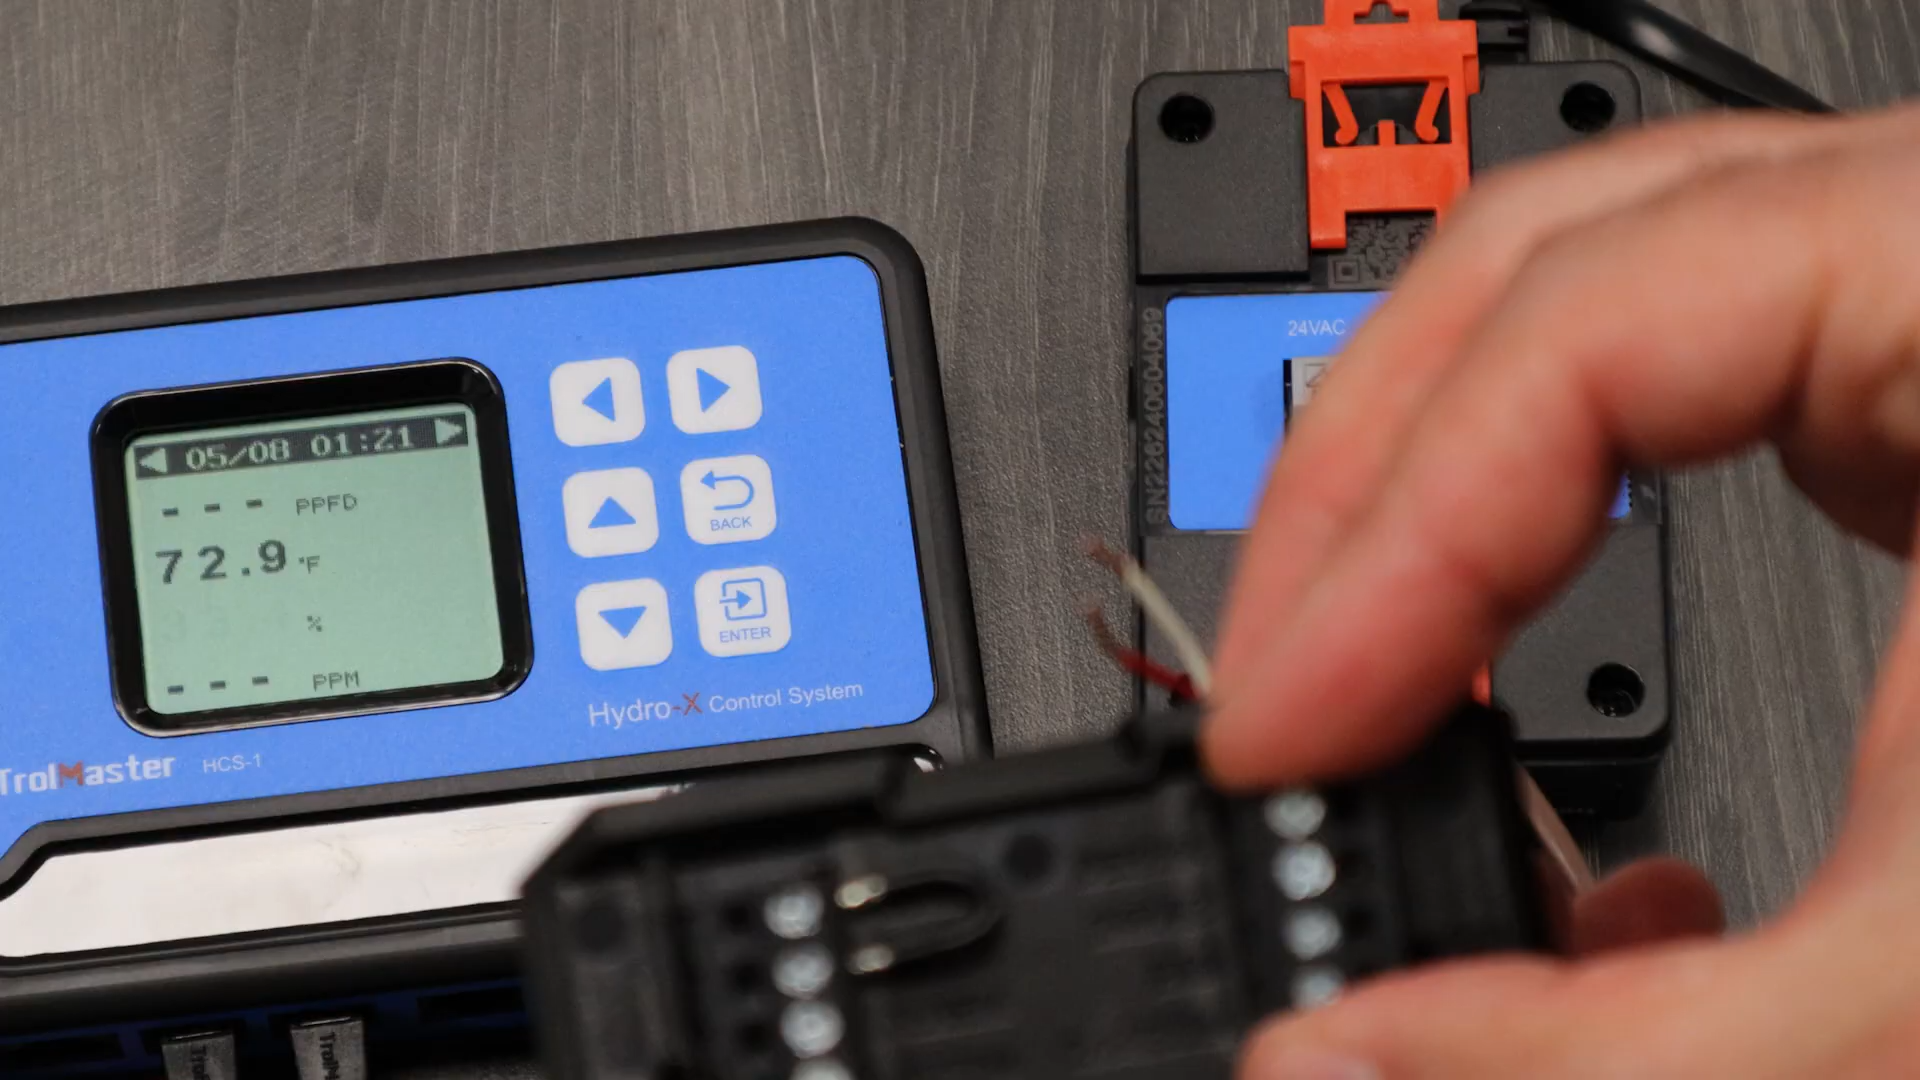 05/08 01:21
--- PPFD
72.9 °F
%
--- PPM
BACK
ENTER
Hydro-X Control System
TrolMaster HCS-1
24VAC